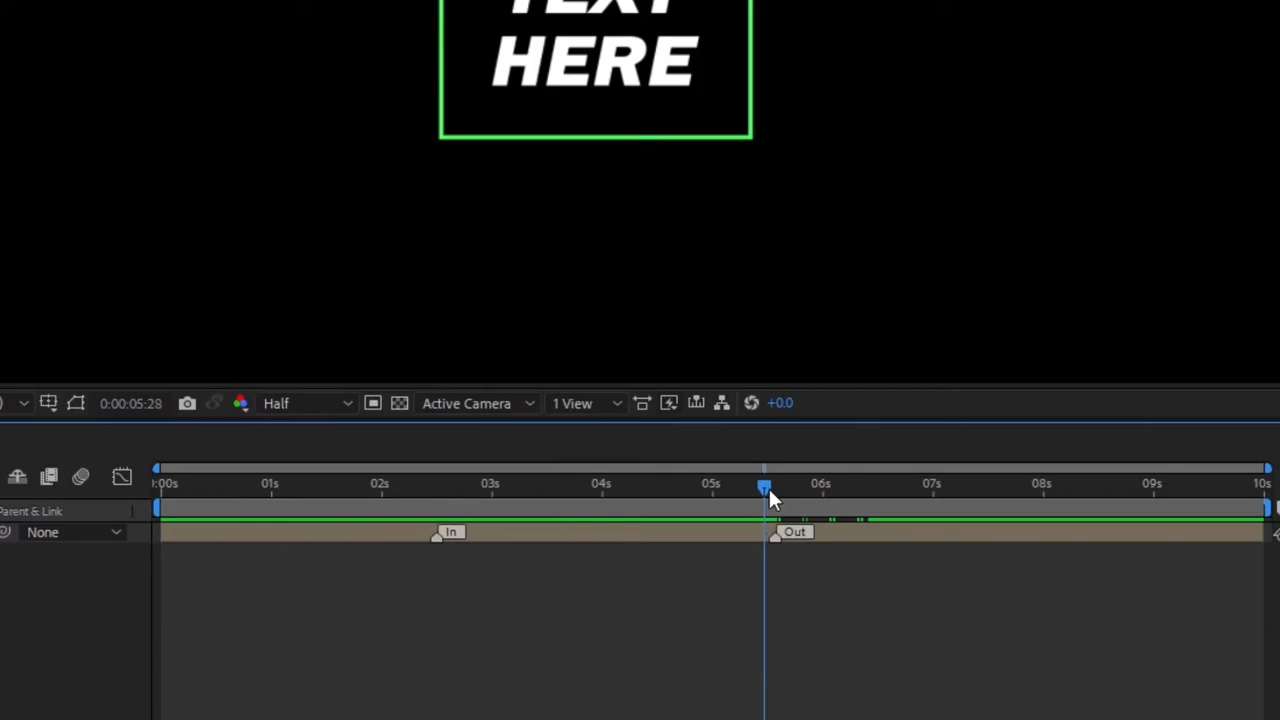 TEXT
HERE
0:00:05:28
Half
Active Camera
1 View
+0.0
:00s 01s 02s 03s 04s 05s 06s 07s 08s 09s 10s
Parent & Link
None
In
Out